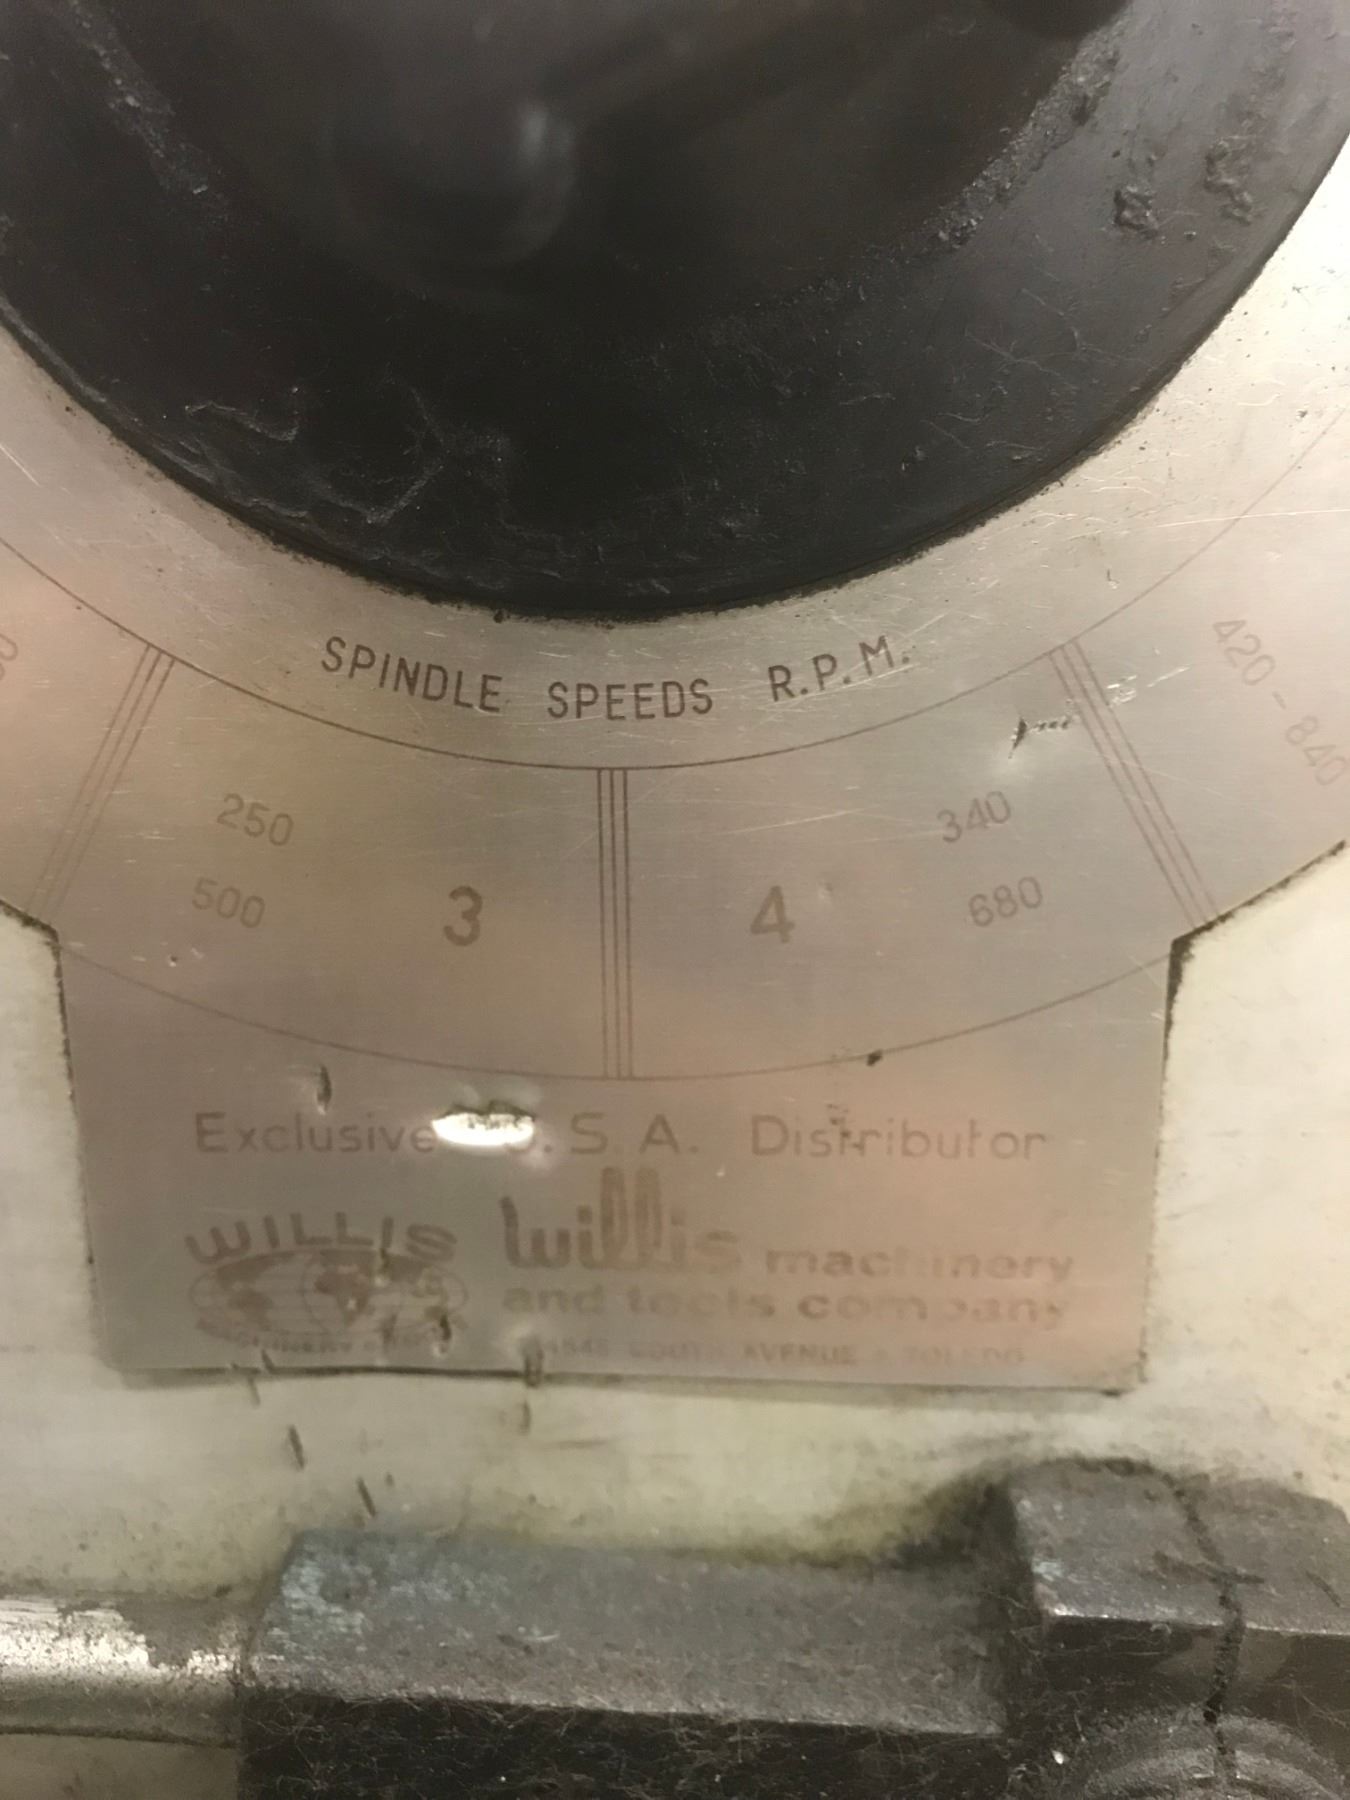 SPINDLE SPEEDS R.P.M.
250
500
3
4
340
680
420-840
Exclusive U.S.A. Distributor
WILLIS
willis machinery
and tools company
SOUTH AVENUE TOLEDO